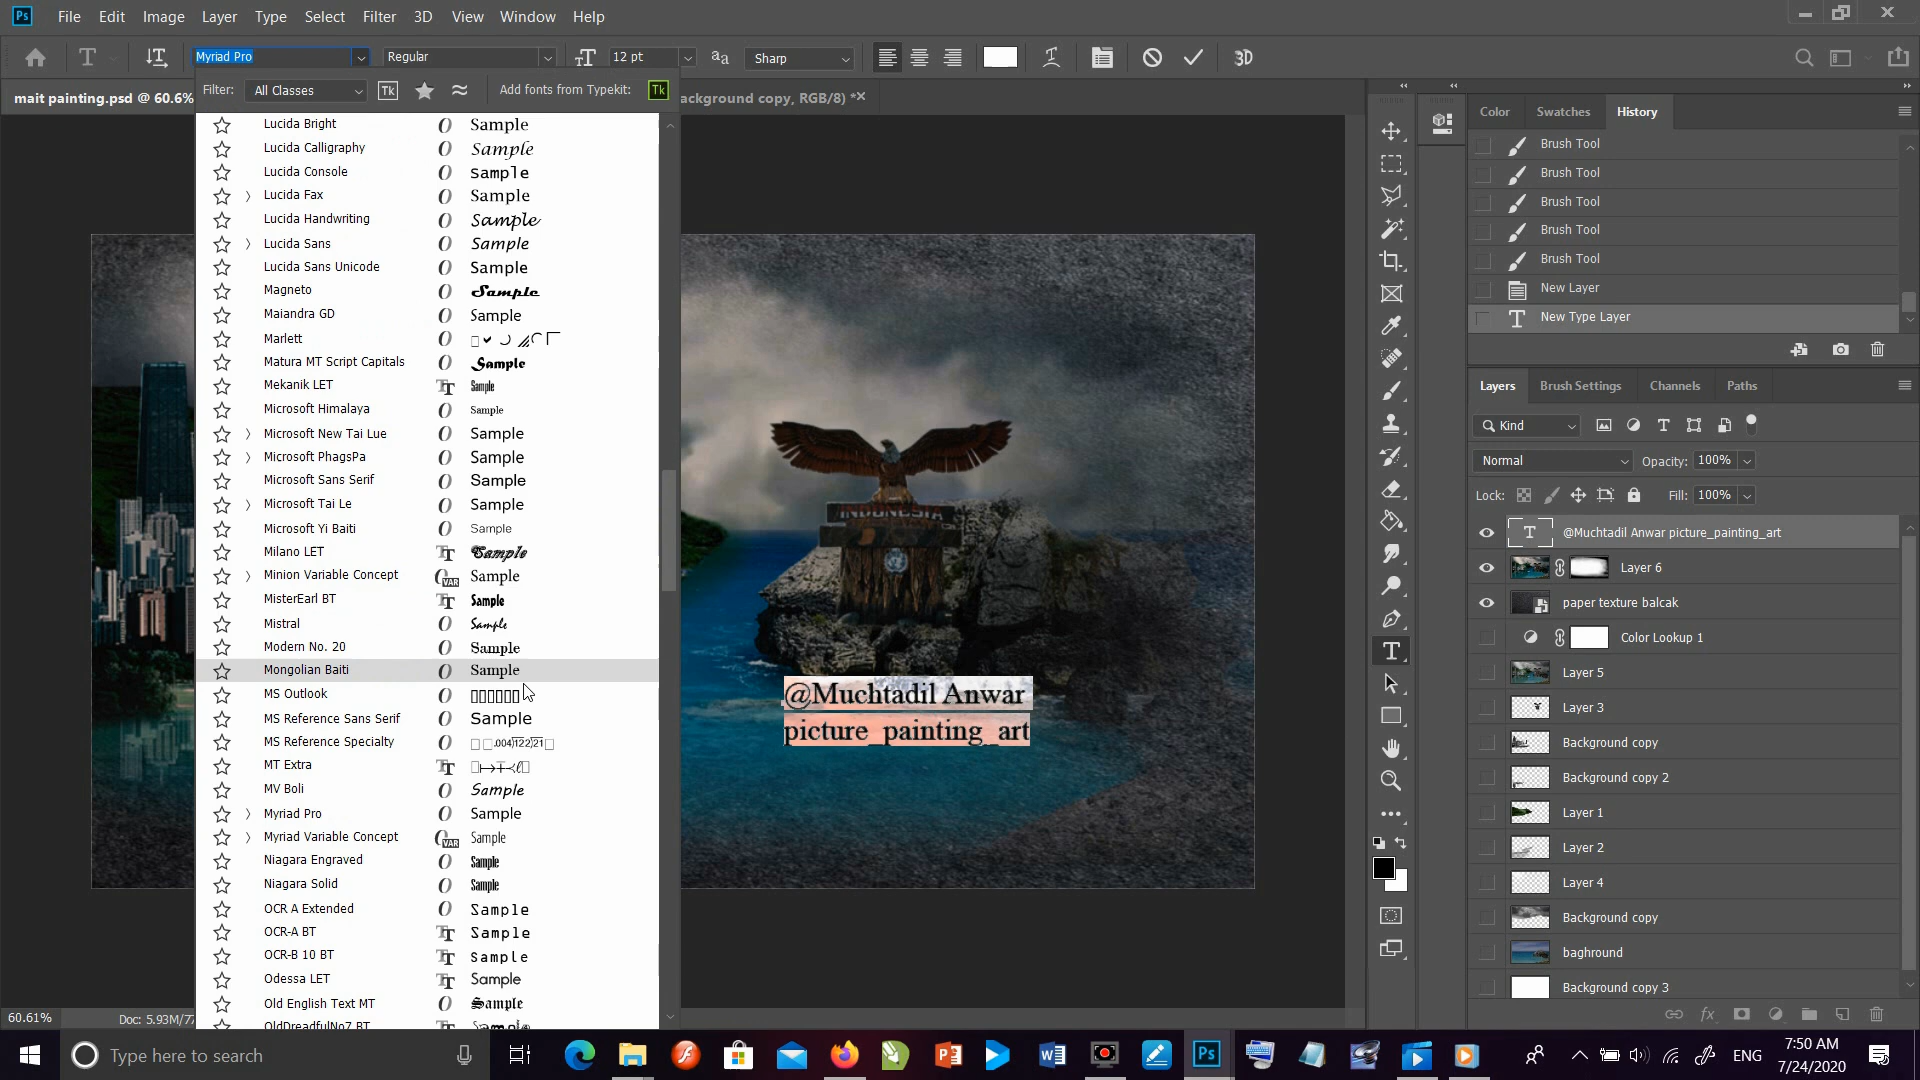 File Edit Image Layer Type Select Filter 3D View Window Help
Myriad Pro Regular 12 pt Sharp 3D
Filter: All Classes Tk Add fonts from Typekit: Tk
mait painting.psd @ 60.6% ackground copy, RGB/8) *
Lucida Bright Sample
Lucida Calligraphy Sample
Lucida Console Sample
Lucida Fax Sample
Lucida Handwriting Sample
Lucida Sans Sample
Lucida Sans Unicode Sample
Magneto Sample
Maiandra GD Sample
Marlett
Matura MT Script Capitals Sample
Mekanik LET Sample
Microsoft Himalaya Sample
Microsoft New Tai Lue Sample
Microsoft PhagsPa Sample
Microsoft Sans Serif Sample
Microsoft Tai Le Sample
Microsoft Yi Baiti Sample
Milano LET Sample
Minion Variable Concept Sample
MisterEarl BT Sample
Mistral Sample
Modern No. 20 Sample
Mongolian Baiti Sample
MS Outlook
MS Reference Sans Serif Sample
MS Reference Specialty
MT Extra
MV Boli Sample
Myriad Pro Sample
Myriad Variable Concept Sample
Niagara Engraved Sample
Niagara Solid Sample
OCR A Extended Sample
OCR-A BT Sample
OCR-B 10 BT Sample
Odessa LET Sample
Old English Text MT Sample
OldDreadfulNo7 BT Sample
INDONESIA
@Muchtadil Anwar
picture_painting_art
Color Swatches History
Brush Tool
Brush Tool
Brush Tool
Brush Tool
Brush Tool
New Layer
New Type Layer
Layers Brush Settings Channels Paths
Kind
Normal Opacity: 100%
Lock: Fill: 100%
@Muchtadil Anwar picture_painting_art
Layer 6
paper texture balcak
Color Lookup 1
Layer 5
Layer 3
Background copy
Background copy 2
Layer 1
Layer 2
Layer 4
Background copy
baghround
Background copy 3
60.61% Doc: 5.93M/77
Type here to search
ENG 7:50 AM
7/24/2020